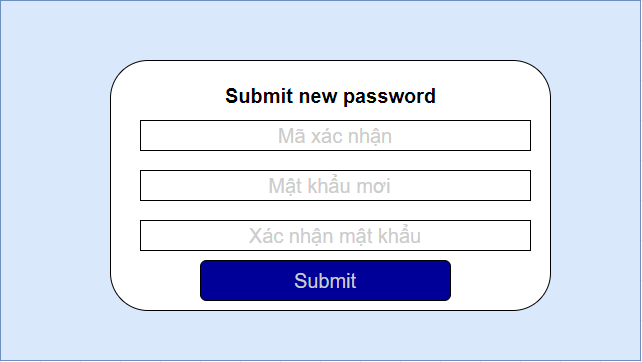 Submit new password
Mã xác nhận
Mật khẩu mơi
Xác nhận mật khẩu
Submit